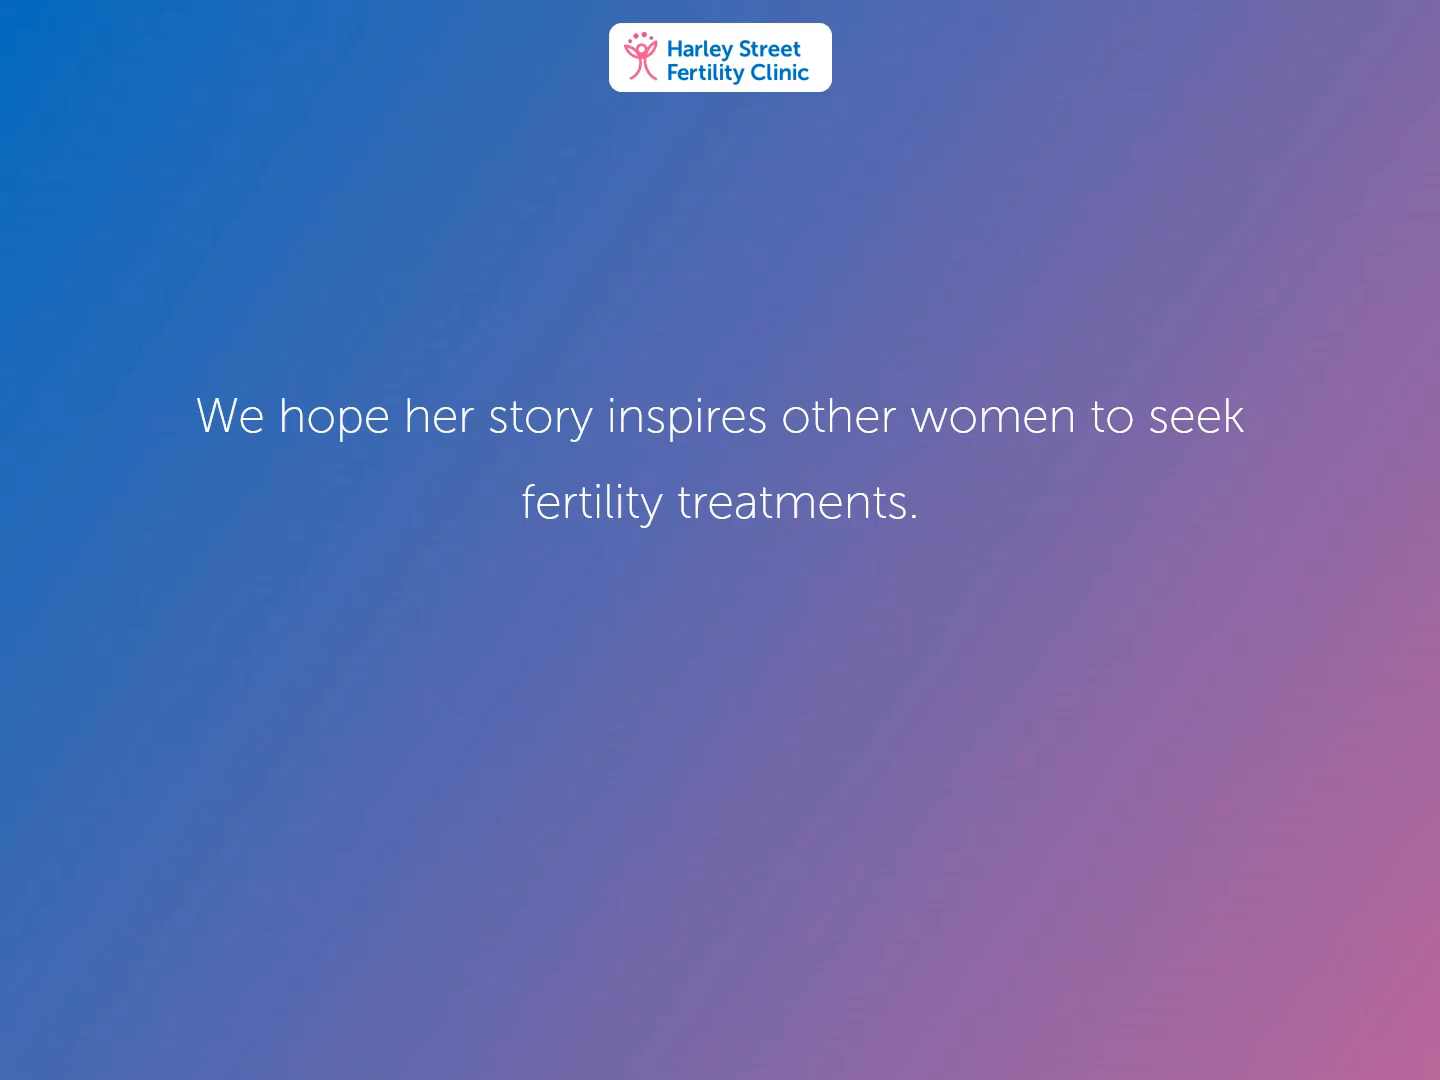 Harley Street
Fertility Clinic
We hope her story inspires other women to seek
fertility treatments.